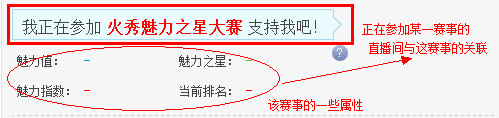 我正在参加 火秀魅力之星大赛 支持我吧！
正在参加某一赛事的
直播间与这赛事的关联
?
魅力值： - 魅力之星： -
魅力指数： - 当前排名： -
该赛事的一些属性